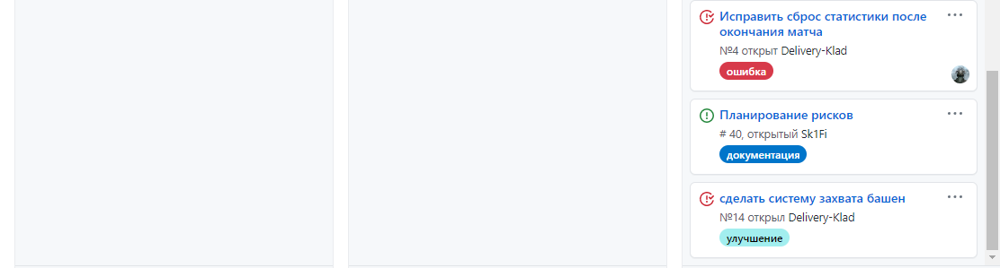 Исправить сброс статистики после
окончания матча
№4 открыт Delivery-Klad
ошибка
Планирование рисков
# 40, открытый Sk1Fi
документация
сделать систему захвата башен
№14 открыл Delivery-Klad
улучшение